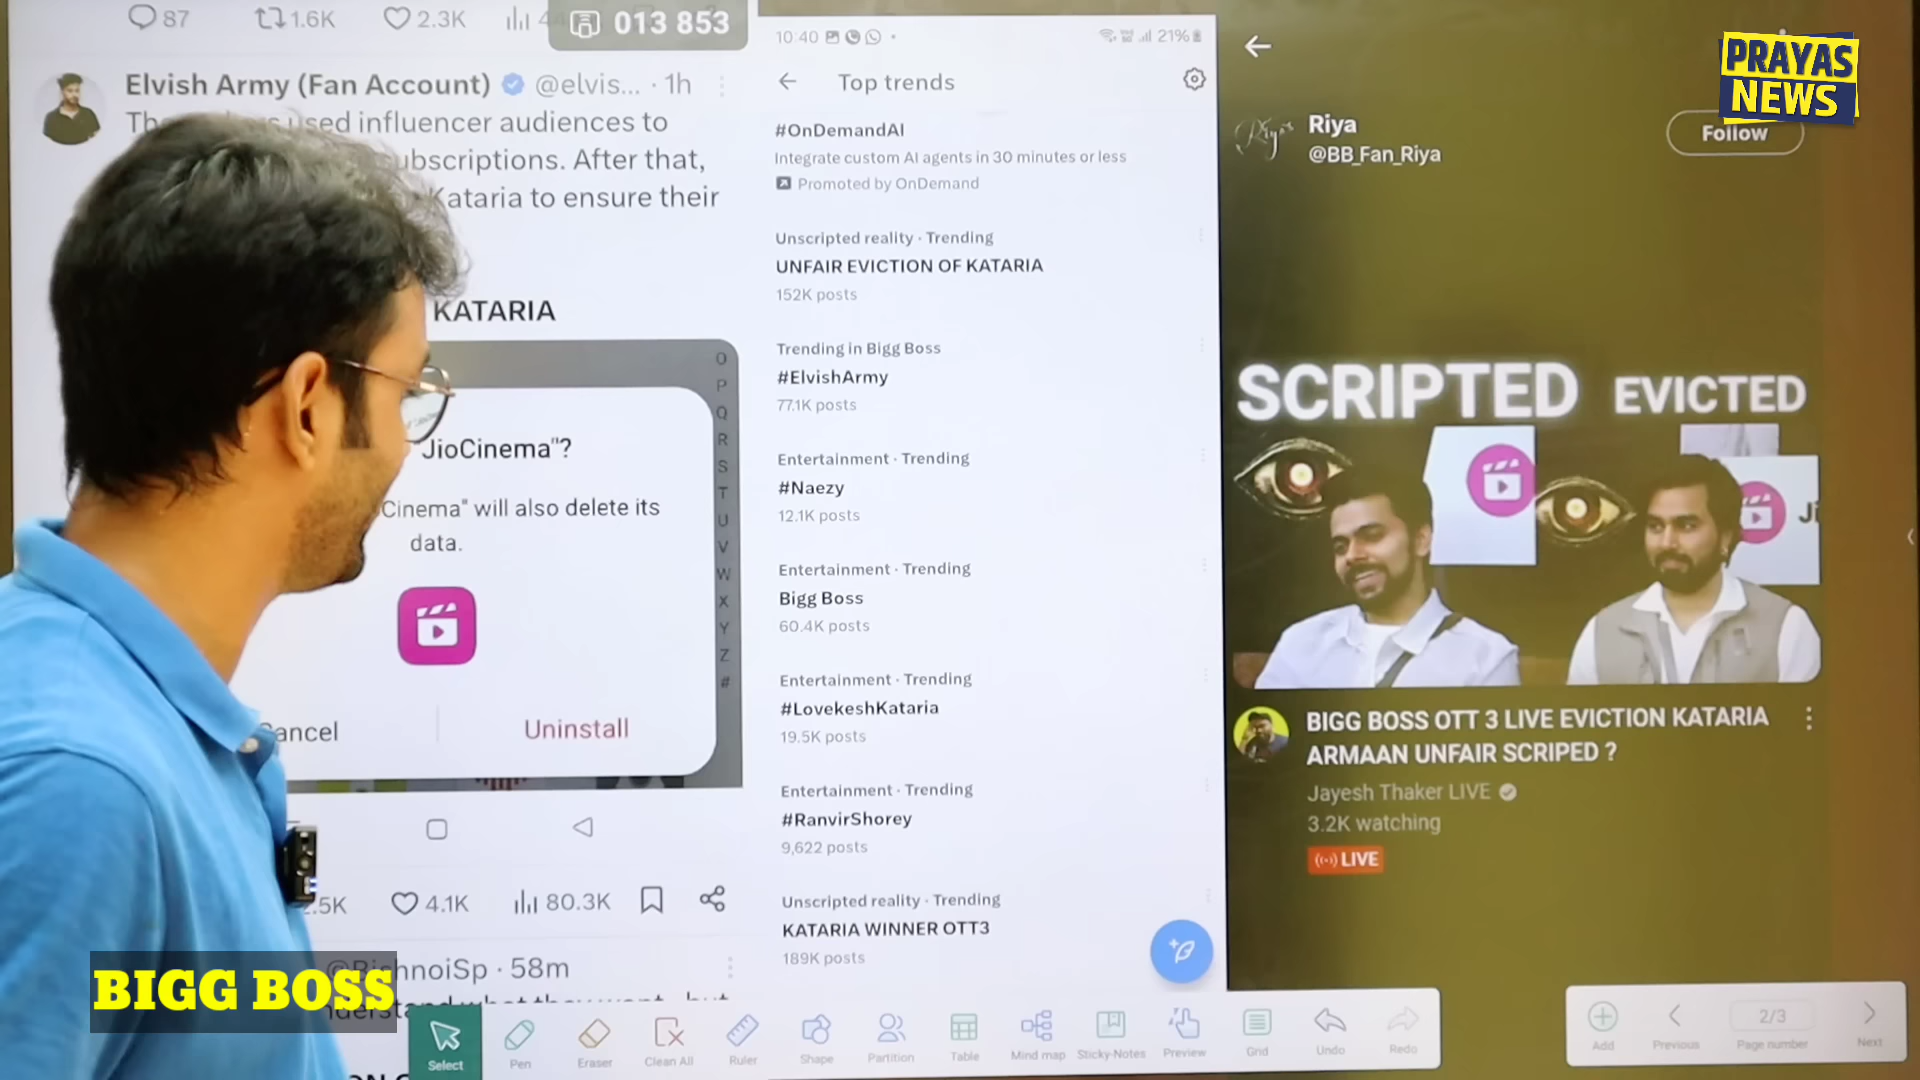 87
1.6K
2.3K
013 853
Elvish Army (Fan Account) @elvis... · 1h
used influencer audiences to
ubscriptions. After that,
Kataria to ensure their
KATARIA
O
P
Q
R
S
T
U
V
W
X
Y
Z
#
JioCinema"?
Cinema" will also delete its
data.
Cancel
Uninstall
.5K
4.1K
80.3K
BishnoiSp · 58m
BIGG BOSS
10:40
21%
Top trends
#OnDemandAI
Integrate custom AI agents in 30 minutes or less
Promoted by OnDemand
Unscripted reality · Trending
UNFAIR EVICTION OF KATARIA
152K posts
Trending in Bigg Boss
#ElvishArmy
77.1K posts
Entertainment · Trending
#Naezy
12.1K posts
Entertainment · Trending
Bigg Boss
60.4K posts
Entertainment · Trending
#LovekeshKataria
19.5K posts
Entertainment · Trending
#RanvirShorey
9,622 posts
Unscripted reality · Trending
KATARIA WINNER OTT3
189K posts
PRAYAS
NEWS
Riya
@BB_Fan_Riya
Follow
SCRIPTED EVICTED
Ji
BIGG BOSS OTT 3 LIVE EVICTION KATARIA
ARMAAN UNFAIR SCRIPED ?
Jayesh Thaker LIVE
3.2K watching
LIVE
Select
Pen
Eraser
Clean All
Ruler
Shape
Partition
Table
Mind map
Sticky-Notes
Preview
Grid
Undo
Redo
Add
Previous
2/3
Page number
Next